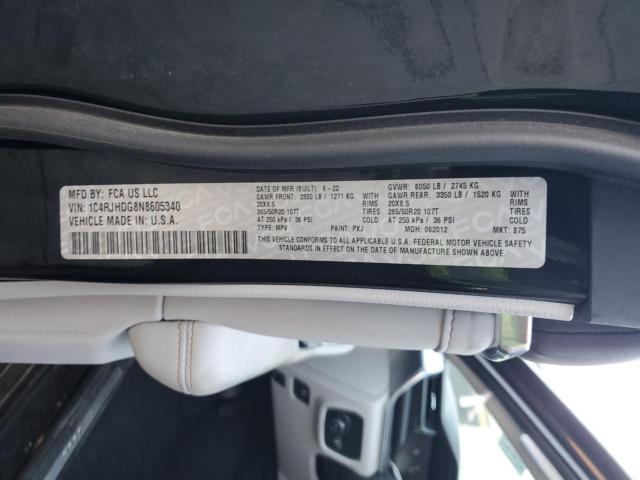 MFD BY: FCA US LLC
VIN: 1C4RJHDG8N8605340
VEHICLE MADE IN: U.S.A.
DATE OF MFR (BUILT): 6-22 GVWR: 6050 LB / 2745 KG
GAWR FRONT: 2800 LB / 1271 KG WITH GAWR REAR: 3350 LB / 1520 KG WITH
20X8.5 RIMS 20X8.5 RIMS
265/50R20 107T TIRES 265/50R20 107T TIRES
AT 250 kPa / 36 PSI COLD AT 250 kPa / 36 PSI COLD
TYPE: MPV PAINT: PXJ MDH: 062012 MKT: 875
THIS VEHICLE CONFORMS TO ALL APPLICABLE U.S.A. FEDERAL MOTOR VEHICLE SAFETY
STANDARDS IN EFFECT ON THE DATE OF MANUFACTURE SHOWN ABOVE.